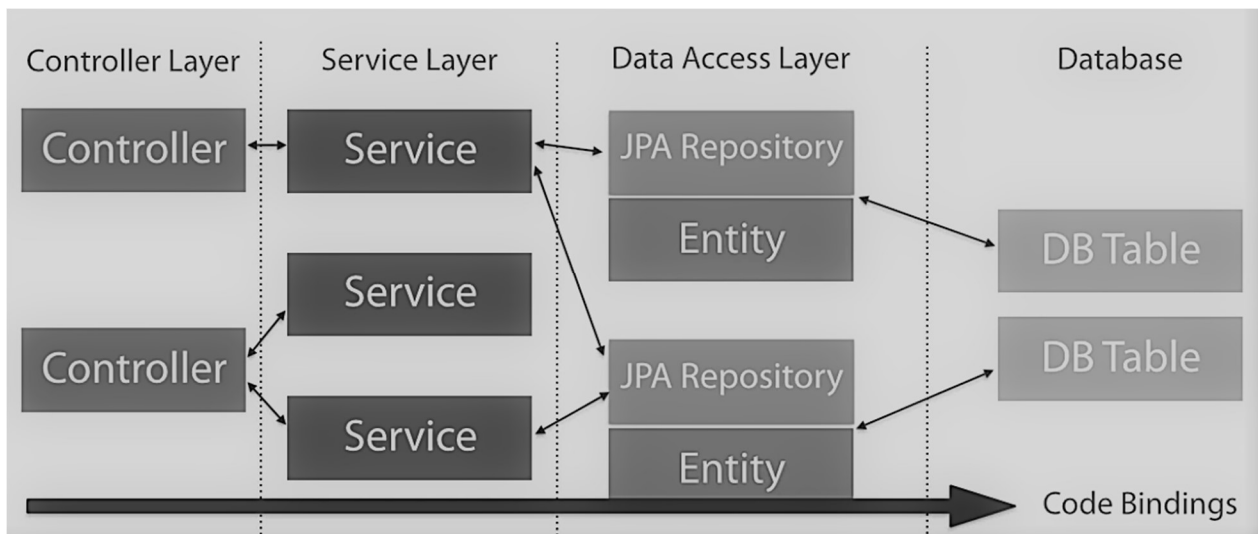 Controller Layer
Service Layer
Data Access Layer
Database
Controller
Service
JPA Repository
Entity
DB Table
Service
Controller
JPA Repository
DB Table
Service
Entity
Code Bindings